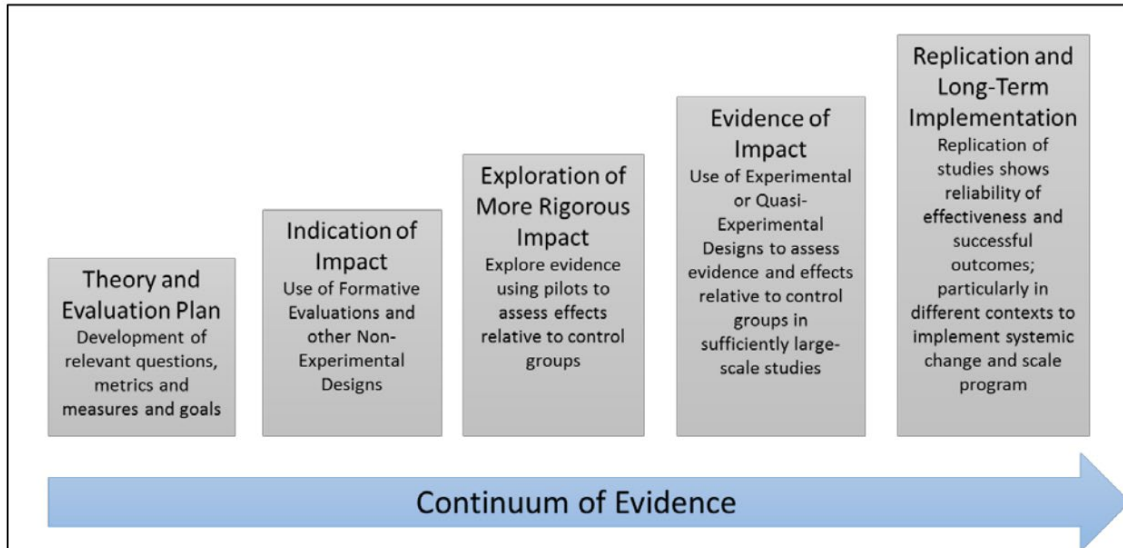 Theory and
Evaluation Plan
Development of
relevant questions,
metrics and
measures and goals
Indication of
Impact
Use of Formative
Evaluations and
other Non-
Experimental
Designs
Exploration of
More Rigorous
Impact
Explore evidence
using pilots to
assess effects
relative to control
groups
Evidence of
Impact
Use of Experimental
or Quasi-
Experimental
Designs to assess
evidence and effects
relative to control
groups in
sufficiently large-
scale studies
Replication and
Long-Term
Implementation
Replication of
studies shows
reliability of
effectiveness and
successful
outcomes;
particularly in
different contexts to
implement systemic
change and scale
program
Continuum of Evidence